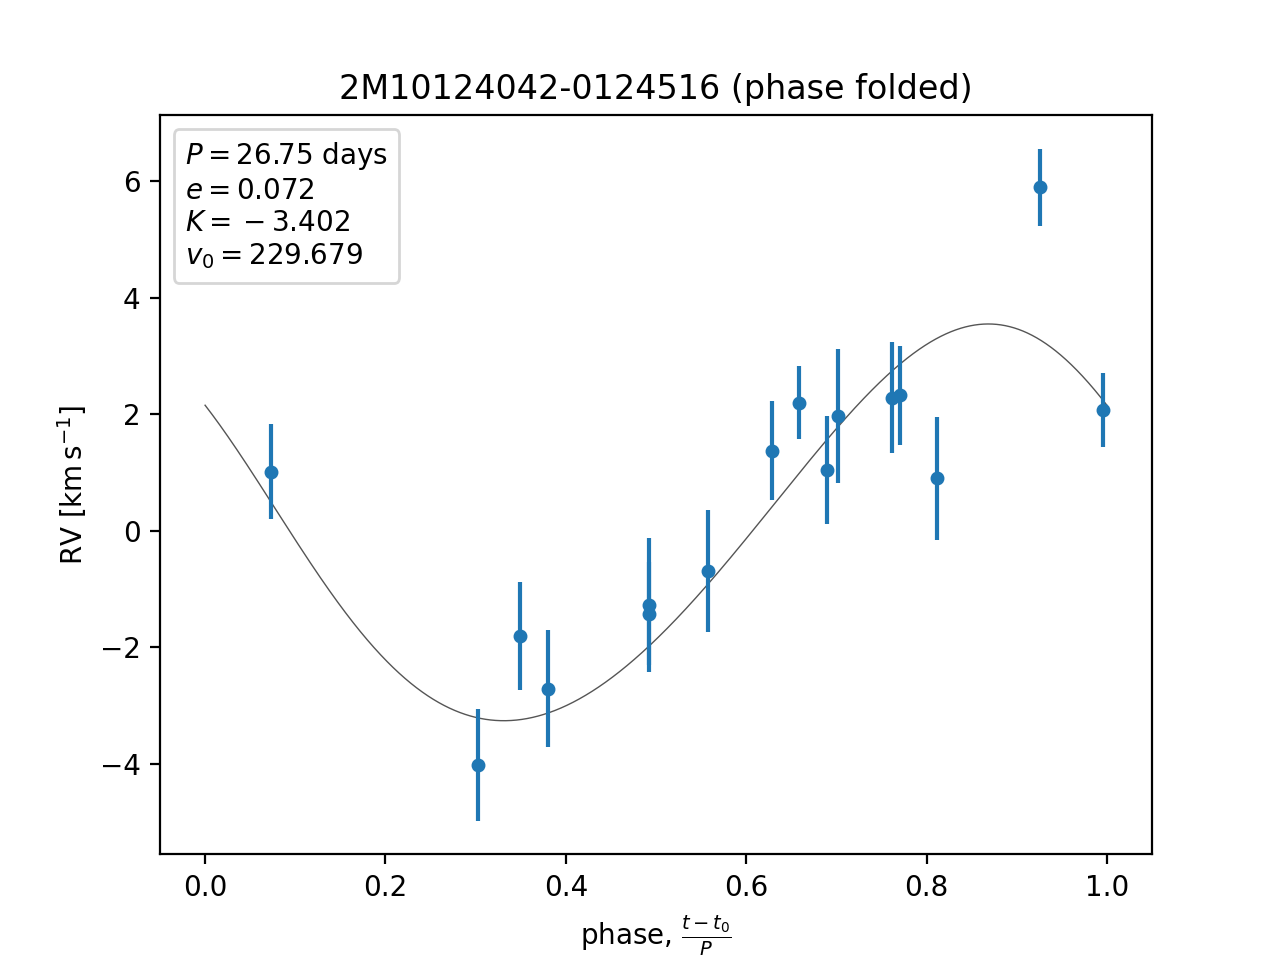 2M10124042-0124516 (phase folded)
P = 26.75 days
e = 0.072
K = −3.402
v₀ = 229.679
RV [km s⁻¹]
6
4
2
0
−2
−4
0.0 0.2 0.4 0.6 0.8 1.0
phase, (t − t₀)/P